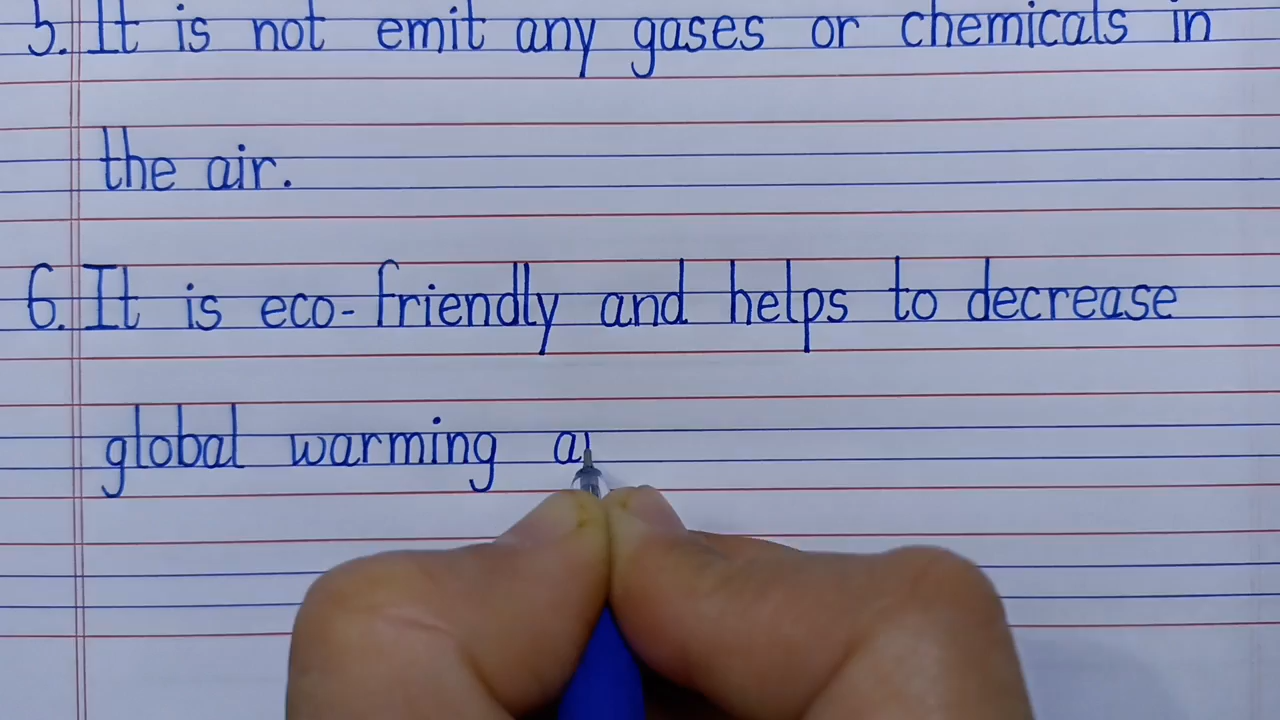 5. It is not emit any gases or chemicals in
the air.
6. It is eco-friendly and helps to decrease
global warming a